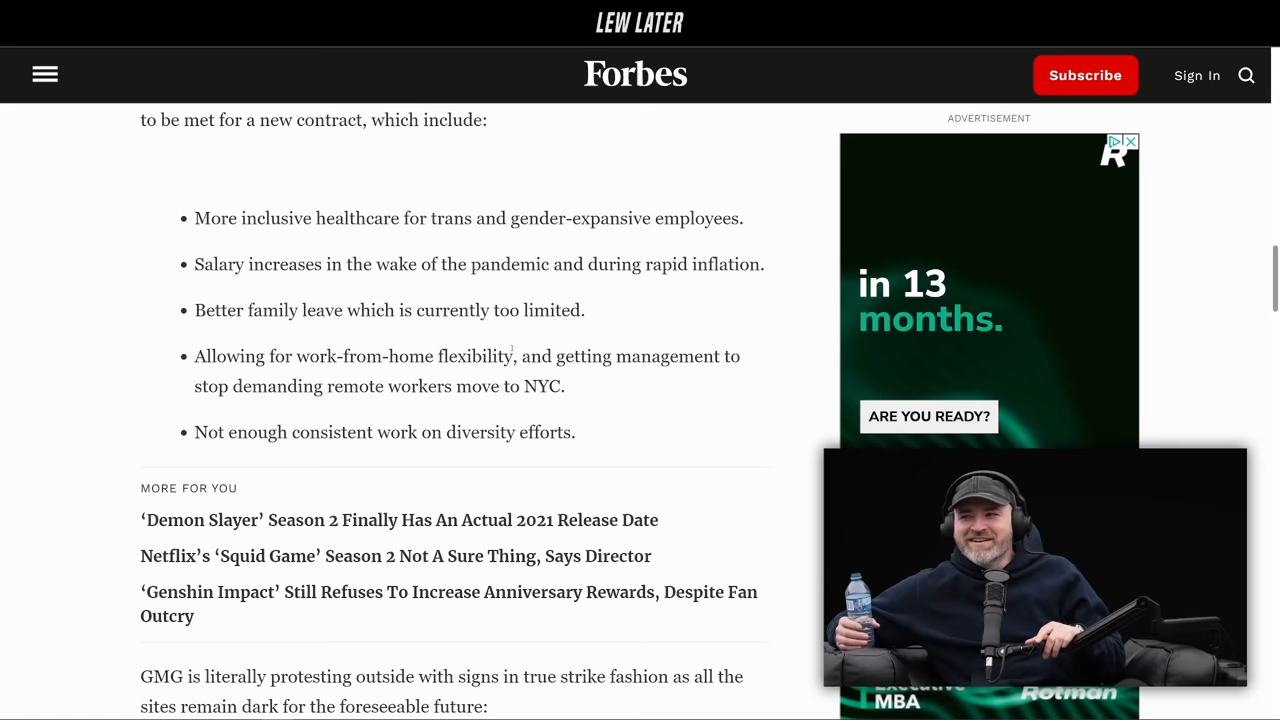 LEW LATER
Forbes
Subscribe
Sign In
to be met for a new contract, which include:
• More inclusive healthcare for trans and gender-expansive employees.
• Salary increases in the wake of the pandemic and during rapid inflation.
• Better family leave which is currently too limited.
• Allowing for work-from-home flexibility, and getting management to
stop demanding remote workers move to NYC.
• Not enough consistent work on diversity efforts.
MORE FOR YOU
‘Demon Slayer’ Season 2 Finally Has An Actual 2021 Release Date
Netflix’s ‘Squid Game’ Season 2 Not A Sure Thing, Says Director
‘Genshin Impact’ Still Refuses To Increase Anniversary Rewards, Despite Fan
Outcry
GMG is literally protesting outside with signs in true strike fashion as all the
sites remain dark for the foreseeable future:
ADVERTISEMENT
R
in 13
months.
ARE YOU READY?
Executive
MBA
Rotman